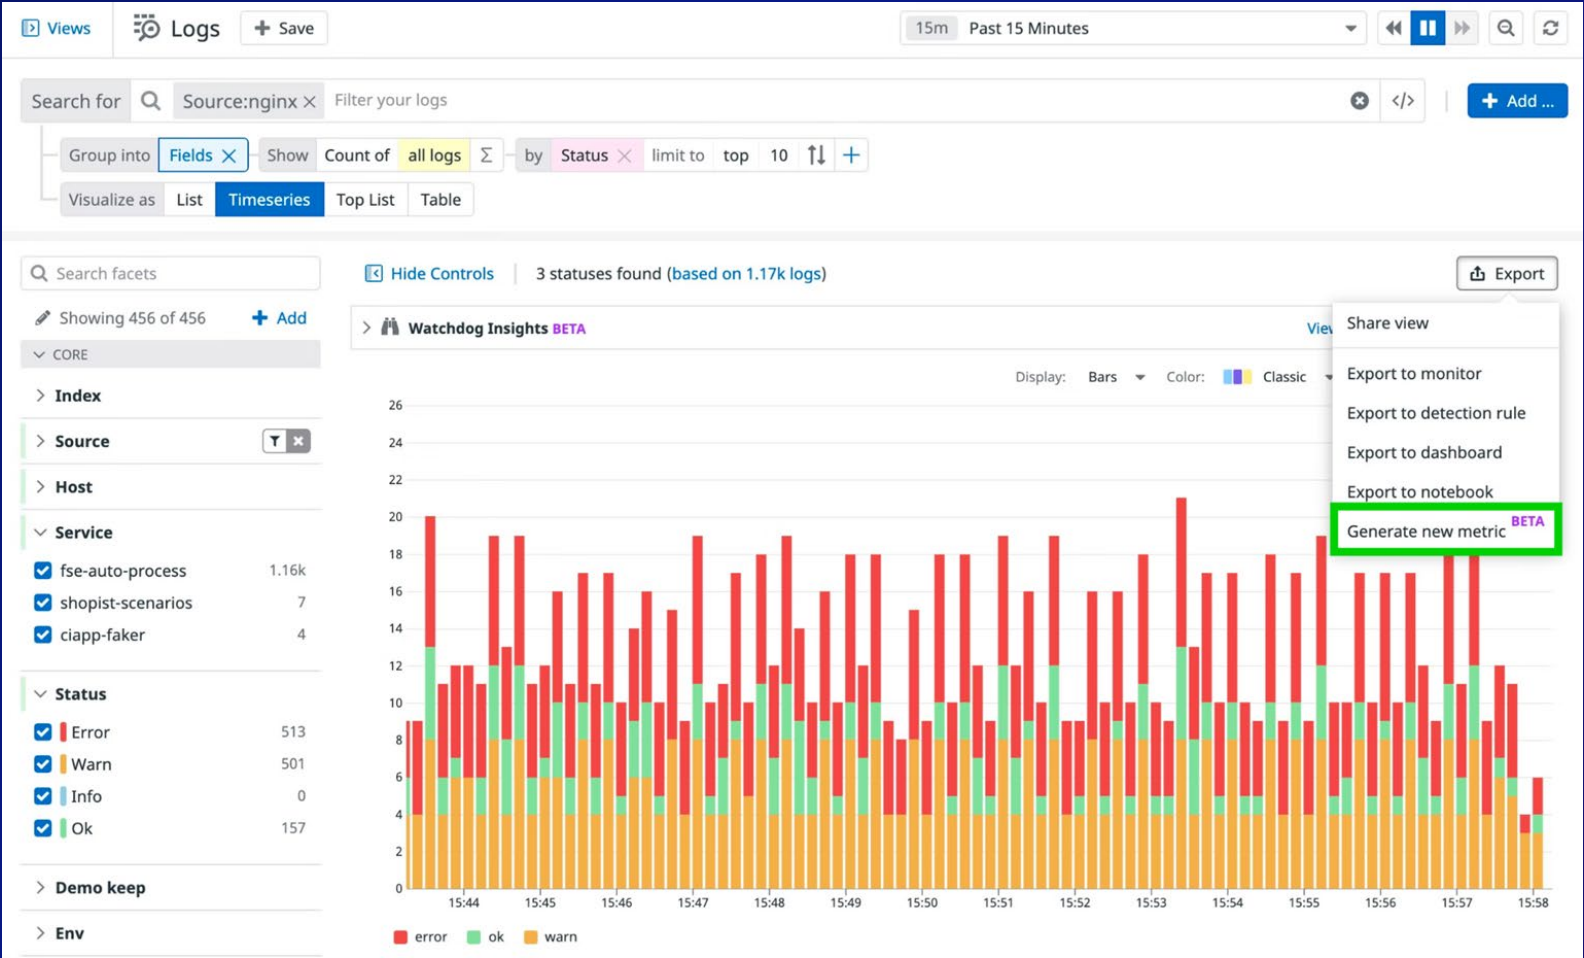 Views
Logs
+ Save
15m Past 15 Minutes
Search for Source:nginx × Filter your logs </> + Add ...
Group into Fields × Show Count of all logs Σ by Status × limit to top 10 +
Visualize as List Timeseries Top List Table
Search facets
Showing 456 of 456 + Add
CORE
Index
Source
Host
Service
fse-auto-process 1.16k
shopist-scenarios 7
ciapp-faker 4
Status
Error 513
Warn 501
Info 0
Ok 157
Demo keep
Env
Hide Controls 3 statuses found (based on 1.17k logs)
Export
Watchdog Insights BETA
Share view
Export to monitor
Export to detection rule
Export to dashboard
Export to notebook
Generate new metric BETA
Display: Bars Color: Classic
26
24
22
20
18
16
14
12
10
8
6
4
2
0
15:44 15:45 15:46 15:47 15:48 15:49 15:50 15:51 15:52 15:53 15:54 15:55 15:56 15:57 15:58
error ok warn